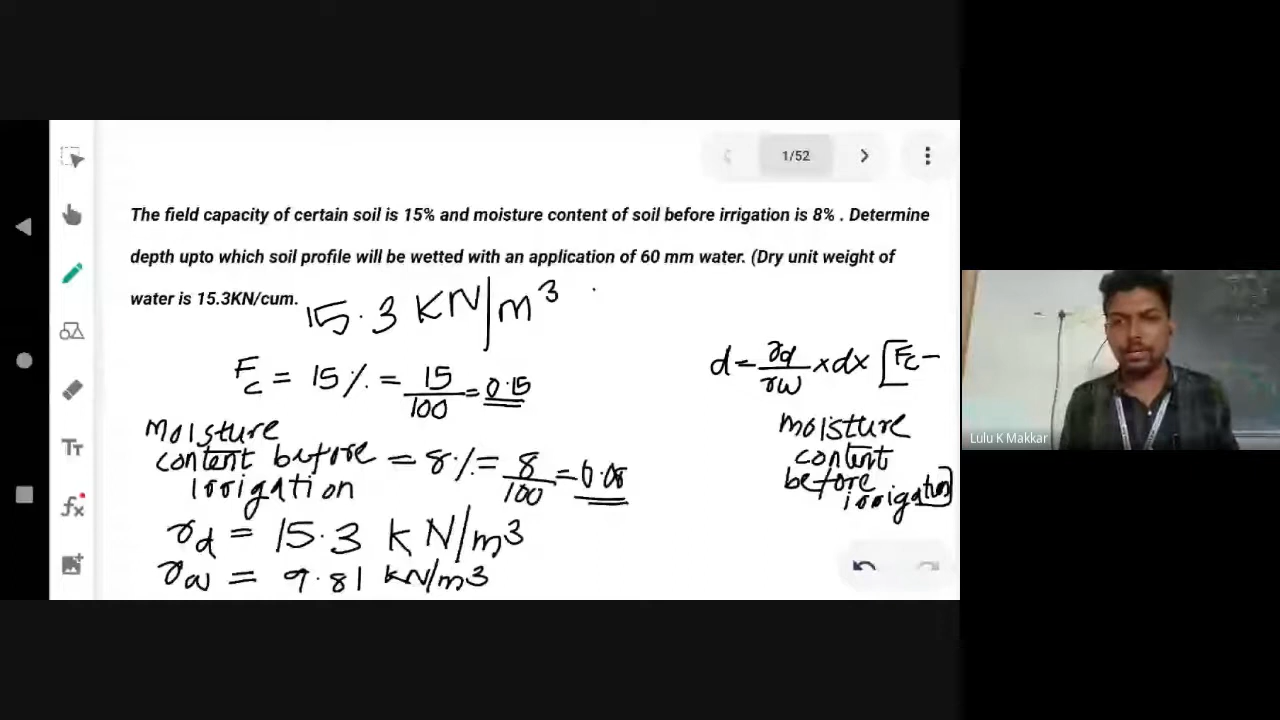 1/52
The field capacity of certain soil is 15% and moisture content of soil before irrigation is 8% . Determine
depth upto which soil profile will be wetted with an application of 60 mm water. (Dry unit weight of
water is 15.3KN/cum.
15.3 KN/m³
Fc = 15% = 15/100 = 0.15
moisture
content before
irrigation
= 8% = 8/100 = 0.08
γd = 15.3 KN/m³
γw = 9.81 KN/m³
d = γd/γw × d × [Fc -
moisture
content
before
irrigation]
Tт
fx
Lulu K Makkar